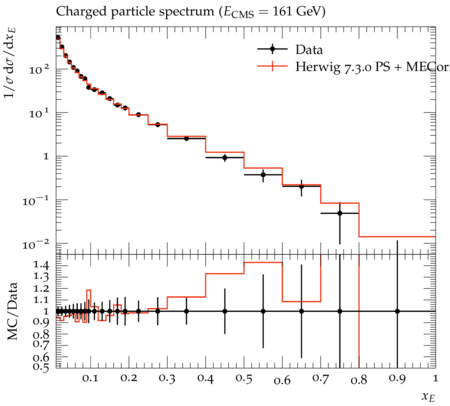 Charged particle spectrum (E_CMS = 161 GeV)
1/σ dσ/dx_E
Data
Herwig 7.3.0 PS + MECor
10²
10¹
1
10⁻¹
10⁻²
MC/Data
1.4
1.3
1.2
1.1
1
0.9
0.8
0.7
0.6
0.5
0.1 0.2 0.3 0.4 0.5 0.6 0.7 0.8 0.9 1
x_E